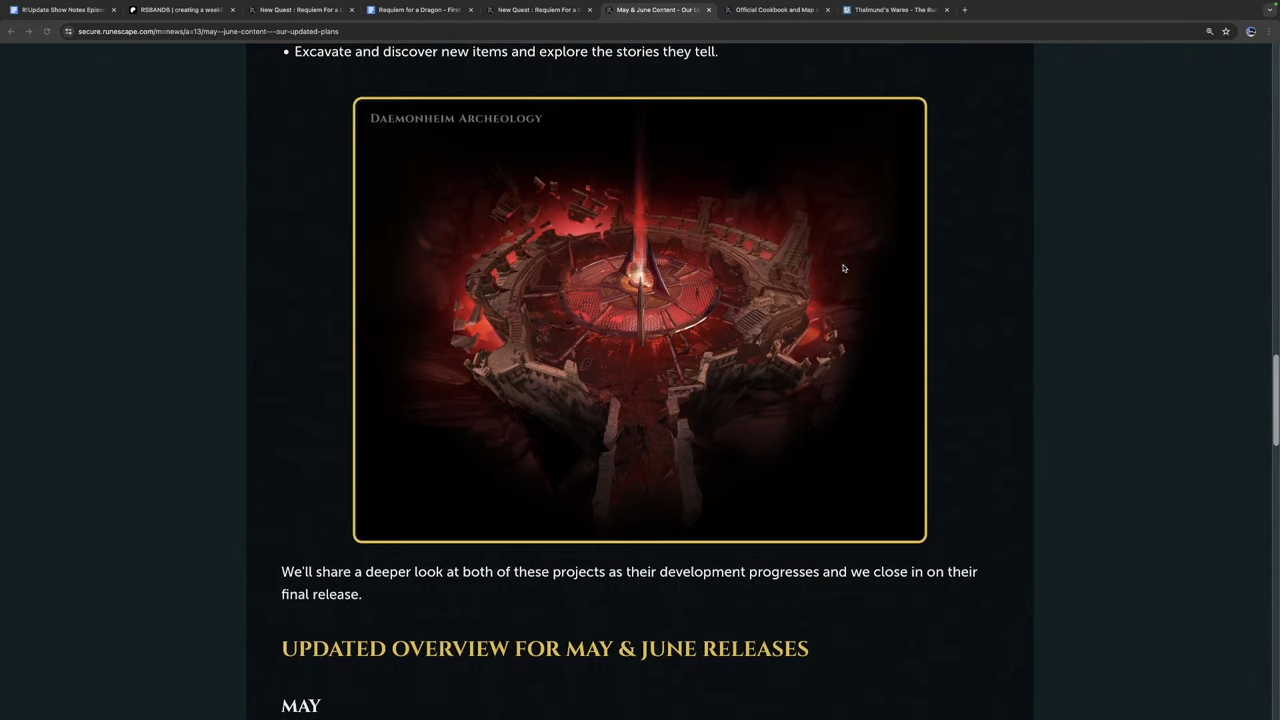 R!Update Show Notes Episo
RSBANDS | creating a weekl
New Quest : Requiem For a D
Requiem for a Dragon – First
New Quest : Requiem For a D
May & June Content - Our U
Official Cookbook and Map a
Thalmund's Wares - The Run
secure.runescape.com/m=news/a=13/may--june-content---our-updated-plans
• Excavate and discover new items and explore the stories they tell.
DAEMONHEIM ARCHEOLOGY
We'll share a deeper look at both of these projects as their development progresses and we close in on their
final release.
UPDATED OVERVIEW FOR MAY & JUNE RELEASES
MAY